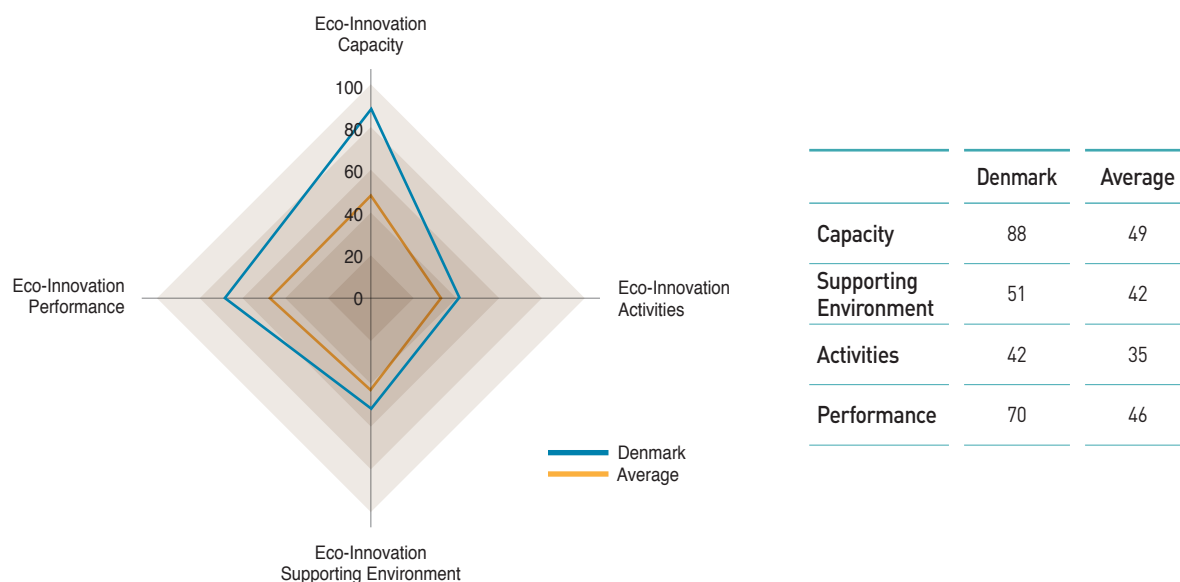 Eco-Innovation
Capacity
100
80
60
40
20
0
Eco-Innovation
Performance
Eco-Innovation
Activities
Denmark
Average
Eco-Innovation
Supporting Environment
Denmark Average
Capacity 88 49
Supporting
Environment 51 42
Activities 42 35
Performance 70 46